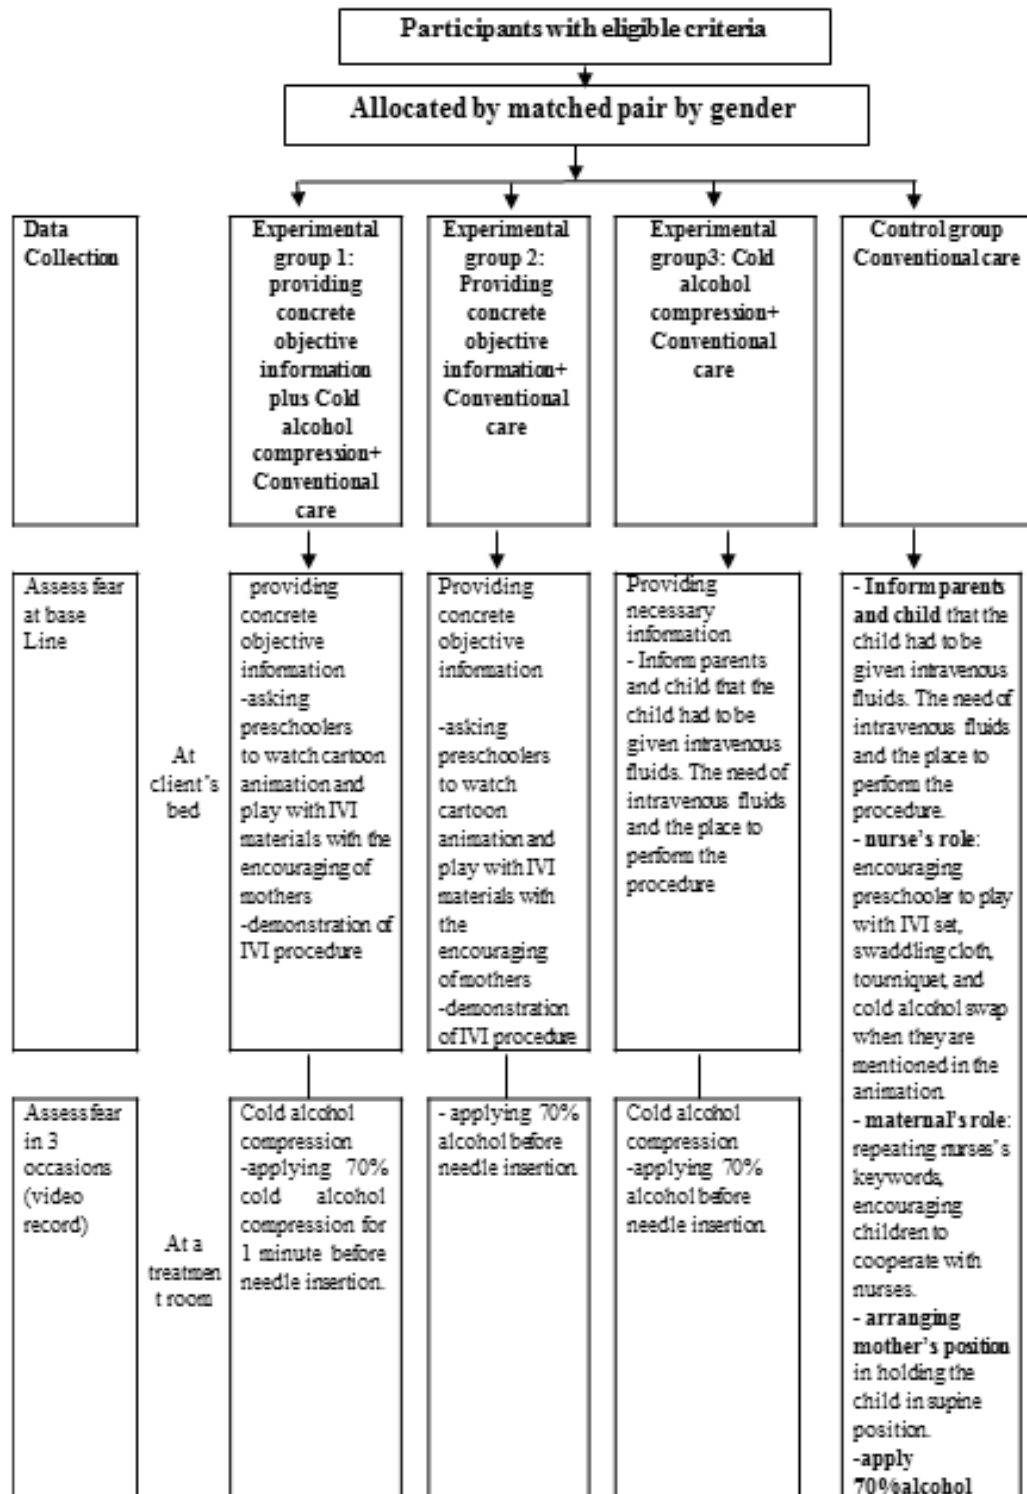 Participants with eligible criteria
Allocated by matched pair by gender
Data
Collection
Experimental
group 1:
providing
concrete
objective
information
plus Cold
alcohol
compression+
Conventional
care
Experimental
group 2:
Providing
concrete
objective
information+
Conventional
care
Experimental
group3: Cold
alcohol
compression+
Conventional
care
Control group
Conventional care
Assess fear
at base
Line
At
client's
bed
providing
concrete
objective
information
-asking
preschoolers
to watch cartoon
animation and
play with IVI
materials with the
encouraging of
mothers
-demonstration of
IVI procedure
Providing
concrete
objective
information
-asking
preschoolers
to watch
cartoon
animation and
play with IVI
materials with
the
encouraging
of mothers
-demonstration
of IVI procedure
Providing
necessary
information
- Inform parents
and child that the
child had to be
given intravenous
fluids. The need of
intravenous fluids
and the place to
perform the
procedure
- Inform parents
and child that the
child had to be
given intravenous
fluids. The need of
intravenous fluids
and the place to
perform the
procedure.
- nurse's role:
encouraging
preschooler to play
with IVI set,
swaddling cloth,
tourniquet, and
cold alcohol swap
when they are
mentioned in the
animation.
- maternal's role:
repeating nurses's
keywords,
encouraging
children to
cooperate with
nurses.
- arranging
mother's position
in holding the
child in supine
position.
-apply
70%alcohol
Assess fear
in 3
occasions
(video
record)
At a
treatmen
t room
Cold alcohol
compression
-applying 70%
cold alcohol
compression for
1 minute before
needle insertion.
- applying 70%
alcohol before
needle insertion.
Cold alcohol
compression
-applying 70%
alcohol before
needle insertion.